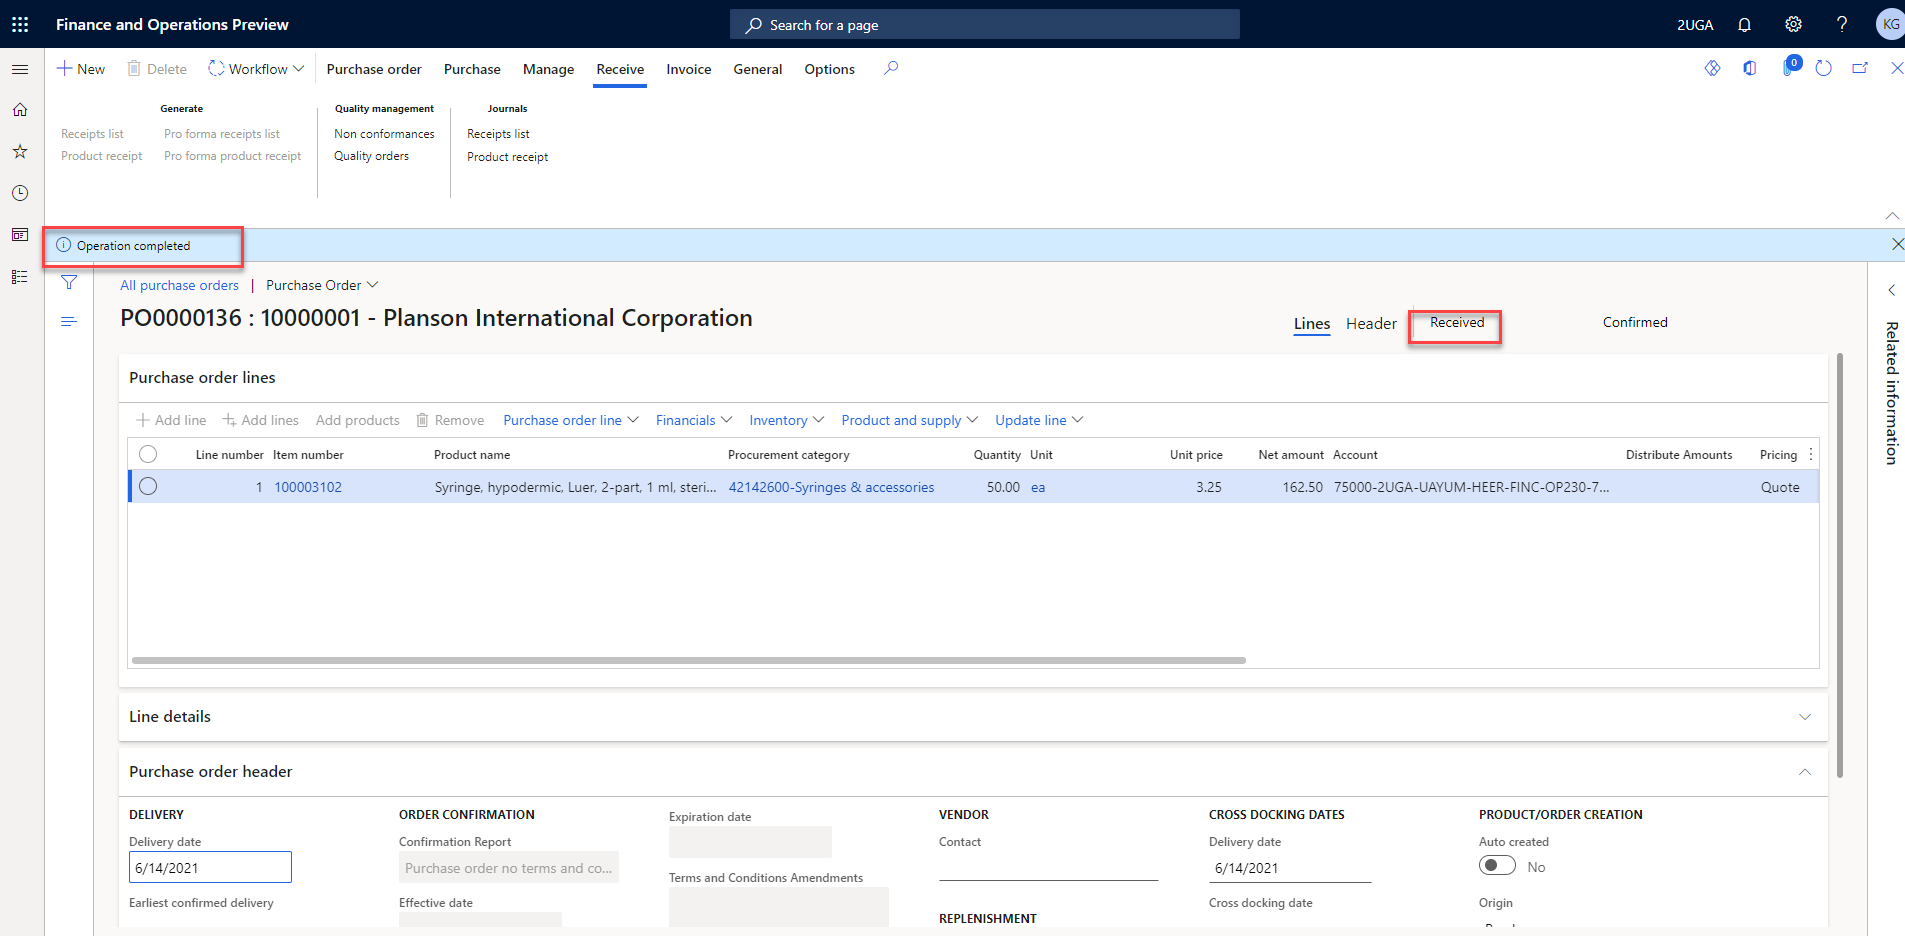 Finance and Operations Preview
Search for a page
2UGA
?
KG
New
Delete
Workflow
Purchase order
Purchase
Manage
Receive
Invoice
General
Options
0
Generate
Quality management
Journals
Receipts list
Pro forma receipts list
Non conformances
Receipts list
Product receipt
Pro forma product receipt
Quality orders
Product receipt
Operation completed
All purchase orders | Purchase Order
PO0000136 : 10000001 - Planson International Corporation
Lines
Header
Received
Confirmed
Related information
Purchase order lines
Add line
Add lines
Add products
Remove
Purchase order line
Financials
Inventory
Product and supply
Update line
Line number Item number Product name Procurement category Quantity Unit Unit price Net amount Account Distribute Amounts Pricing
1 100003102 Syringe, hypodermic, Luer, 2-part, 1 ml, steri... 42142600-Syringes & accessories 50.00 ea 3.25 162.50 75000-2UGA-UAYUM-HEER-FINC-OP230-7... Quote
Line details
Purchase order header
DELIVERY
Delivery date
6/14/2021
Earliest confirmed delivery
ORDER CONFIRMATION
Confirmation Report
Purchase order no terms and co...
Effective date
Expiration date
Terms and Conditions Amendments
VENDOR
Contact
REPLENISHMENT
CROSS DOCKING DATES
Delivery date
6/14/2021
Cross docking date
PRODUCT/ORDER CREATION
Auto created
No
Origin